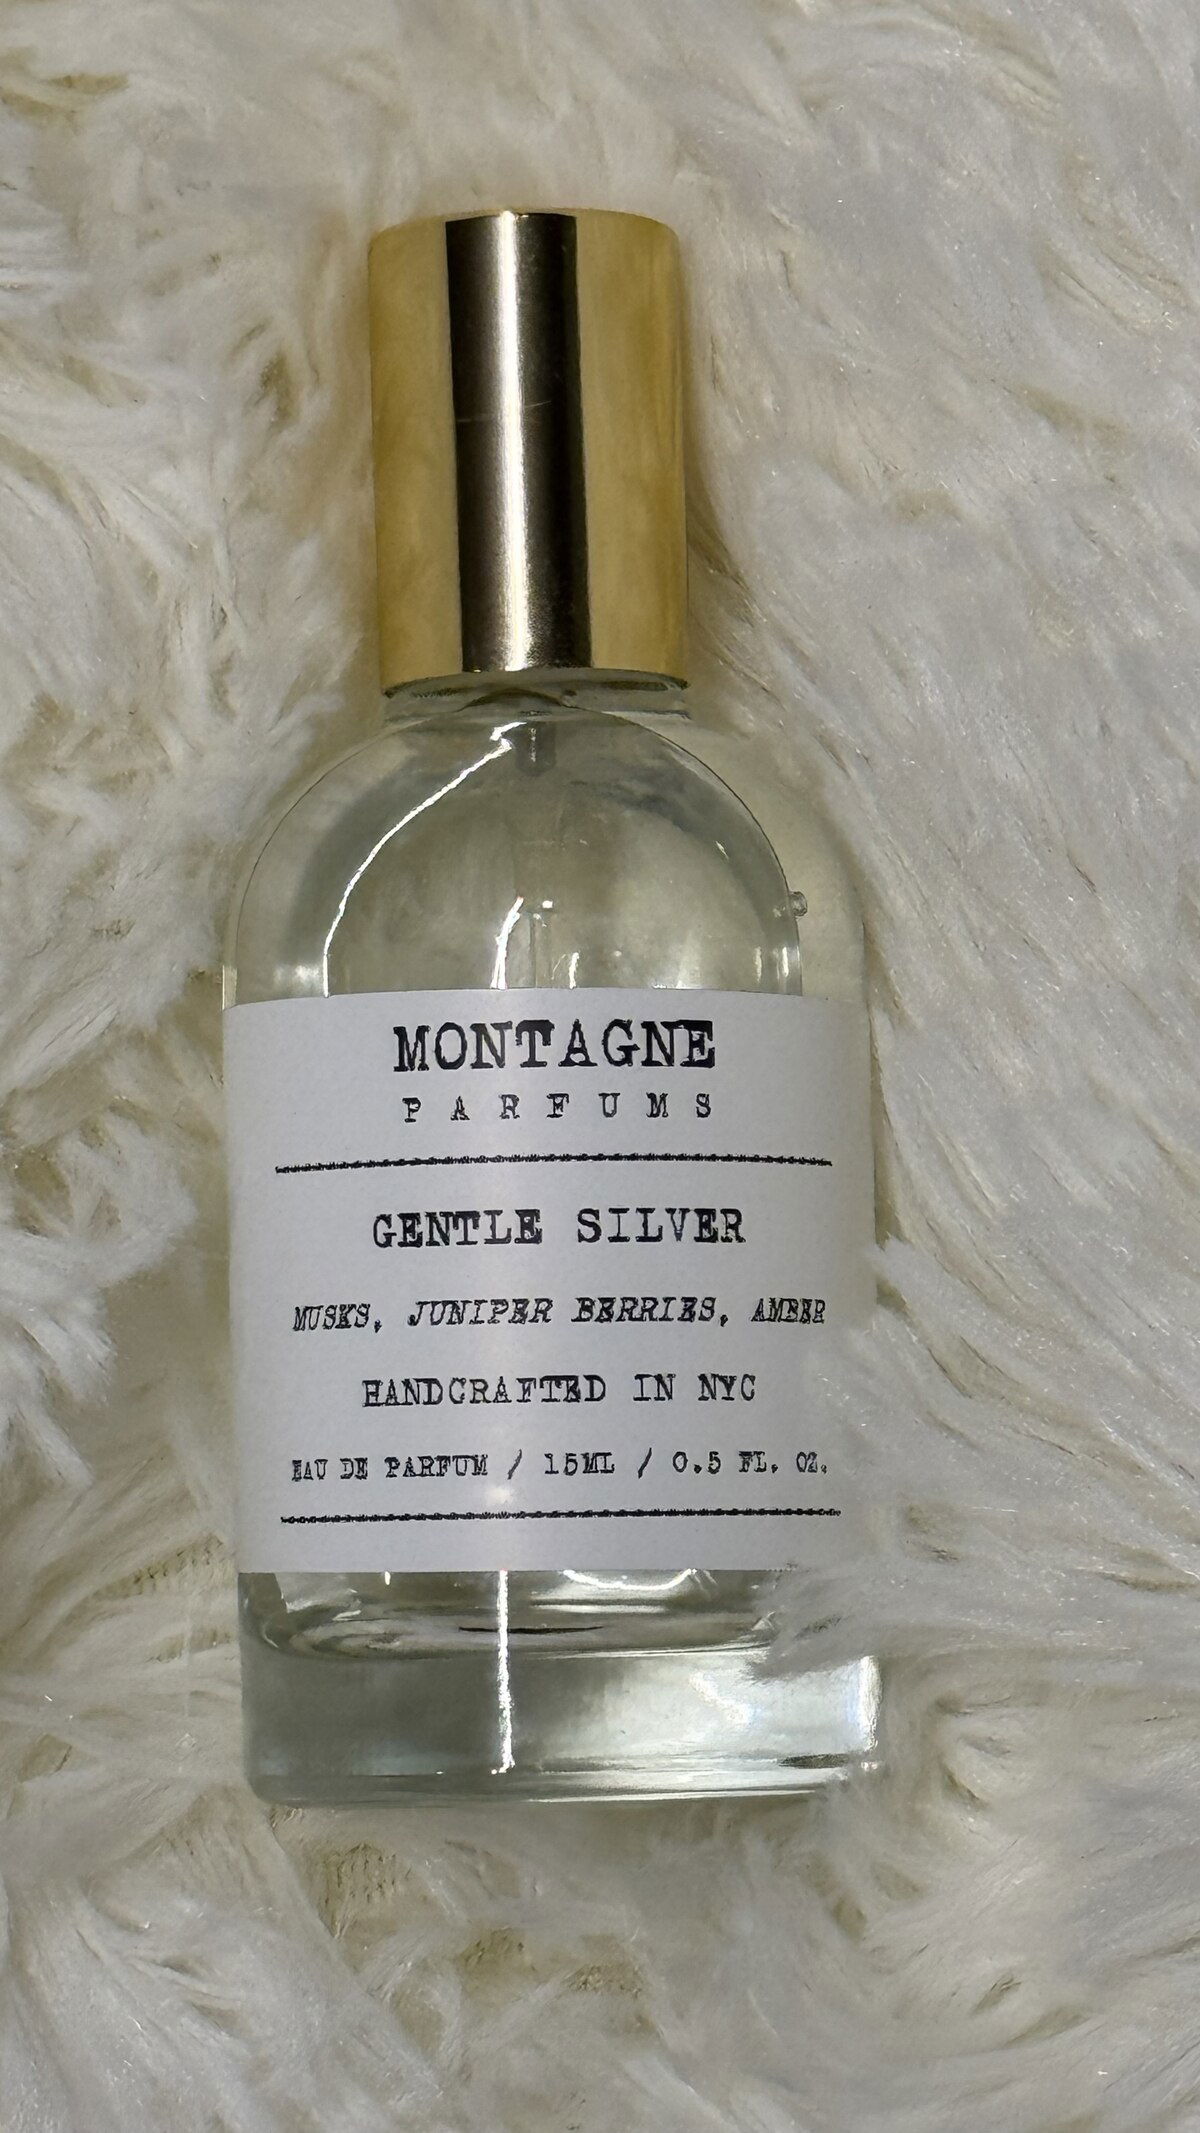 MONTAGNE
PARFUMS
GENTLE SILVER
MUSKS, JUNIPER BERRIES, AMBER
HANDCRAFTED IN NYC
EAU DE PARFUM / 15ML / 0.5 FL. OZ.